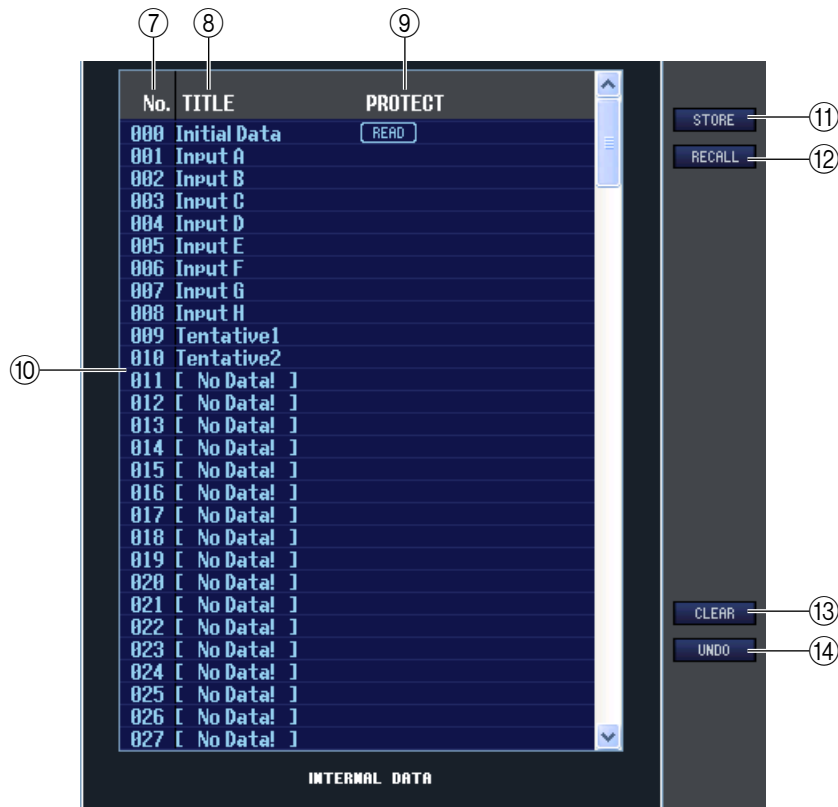 ⑦ ⑧ ⑨
No. TITLE PROTECT
000 Initial Data READ
001 Input A
002 Input B
003 Input C
004 Input D
005 Input E
006 Input F
007 Input G
008 Input H
009 Tentative1
010 Tentative2
⑩
011 [ No Data! ]
012 [ No Data! ]
013 [ No Data! ]
014 [ No Data! ]
015 [ No Data! ]
016 [ No Data! ]
017 [ No Data! ]
018 [ No Data! ]
019 [ No Data! ]
020 [ No Data! ]
021 [ No Data! ]
022 [ No Data! ]
023 [ No Data! ]
024 [ No Data! ]
025 [ No Data! ]
026 [ No Data! ]
027 [ No Data! ]
INTERNAL DATA
STORE ⑪
RECALL ⑫
CLEAR ⑬
UNDO ⑭